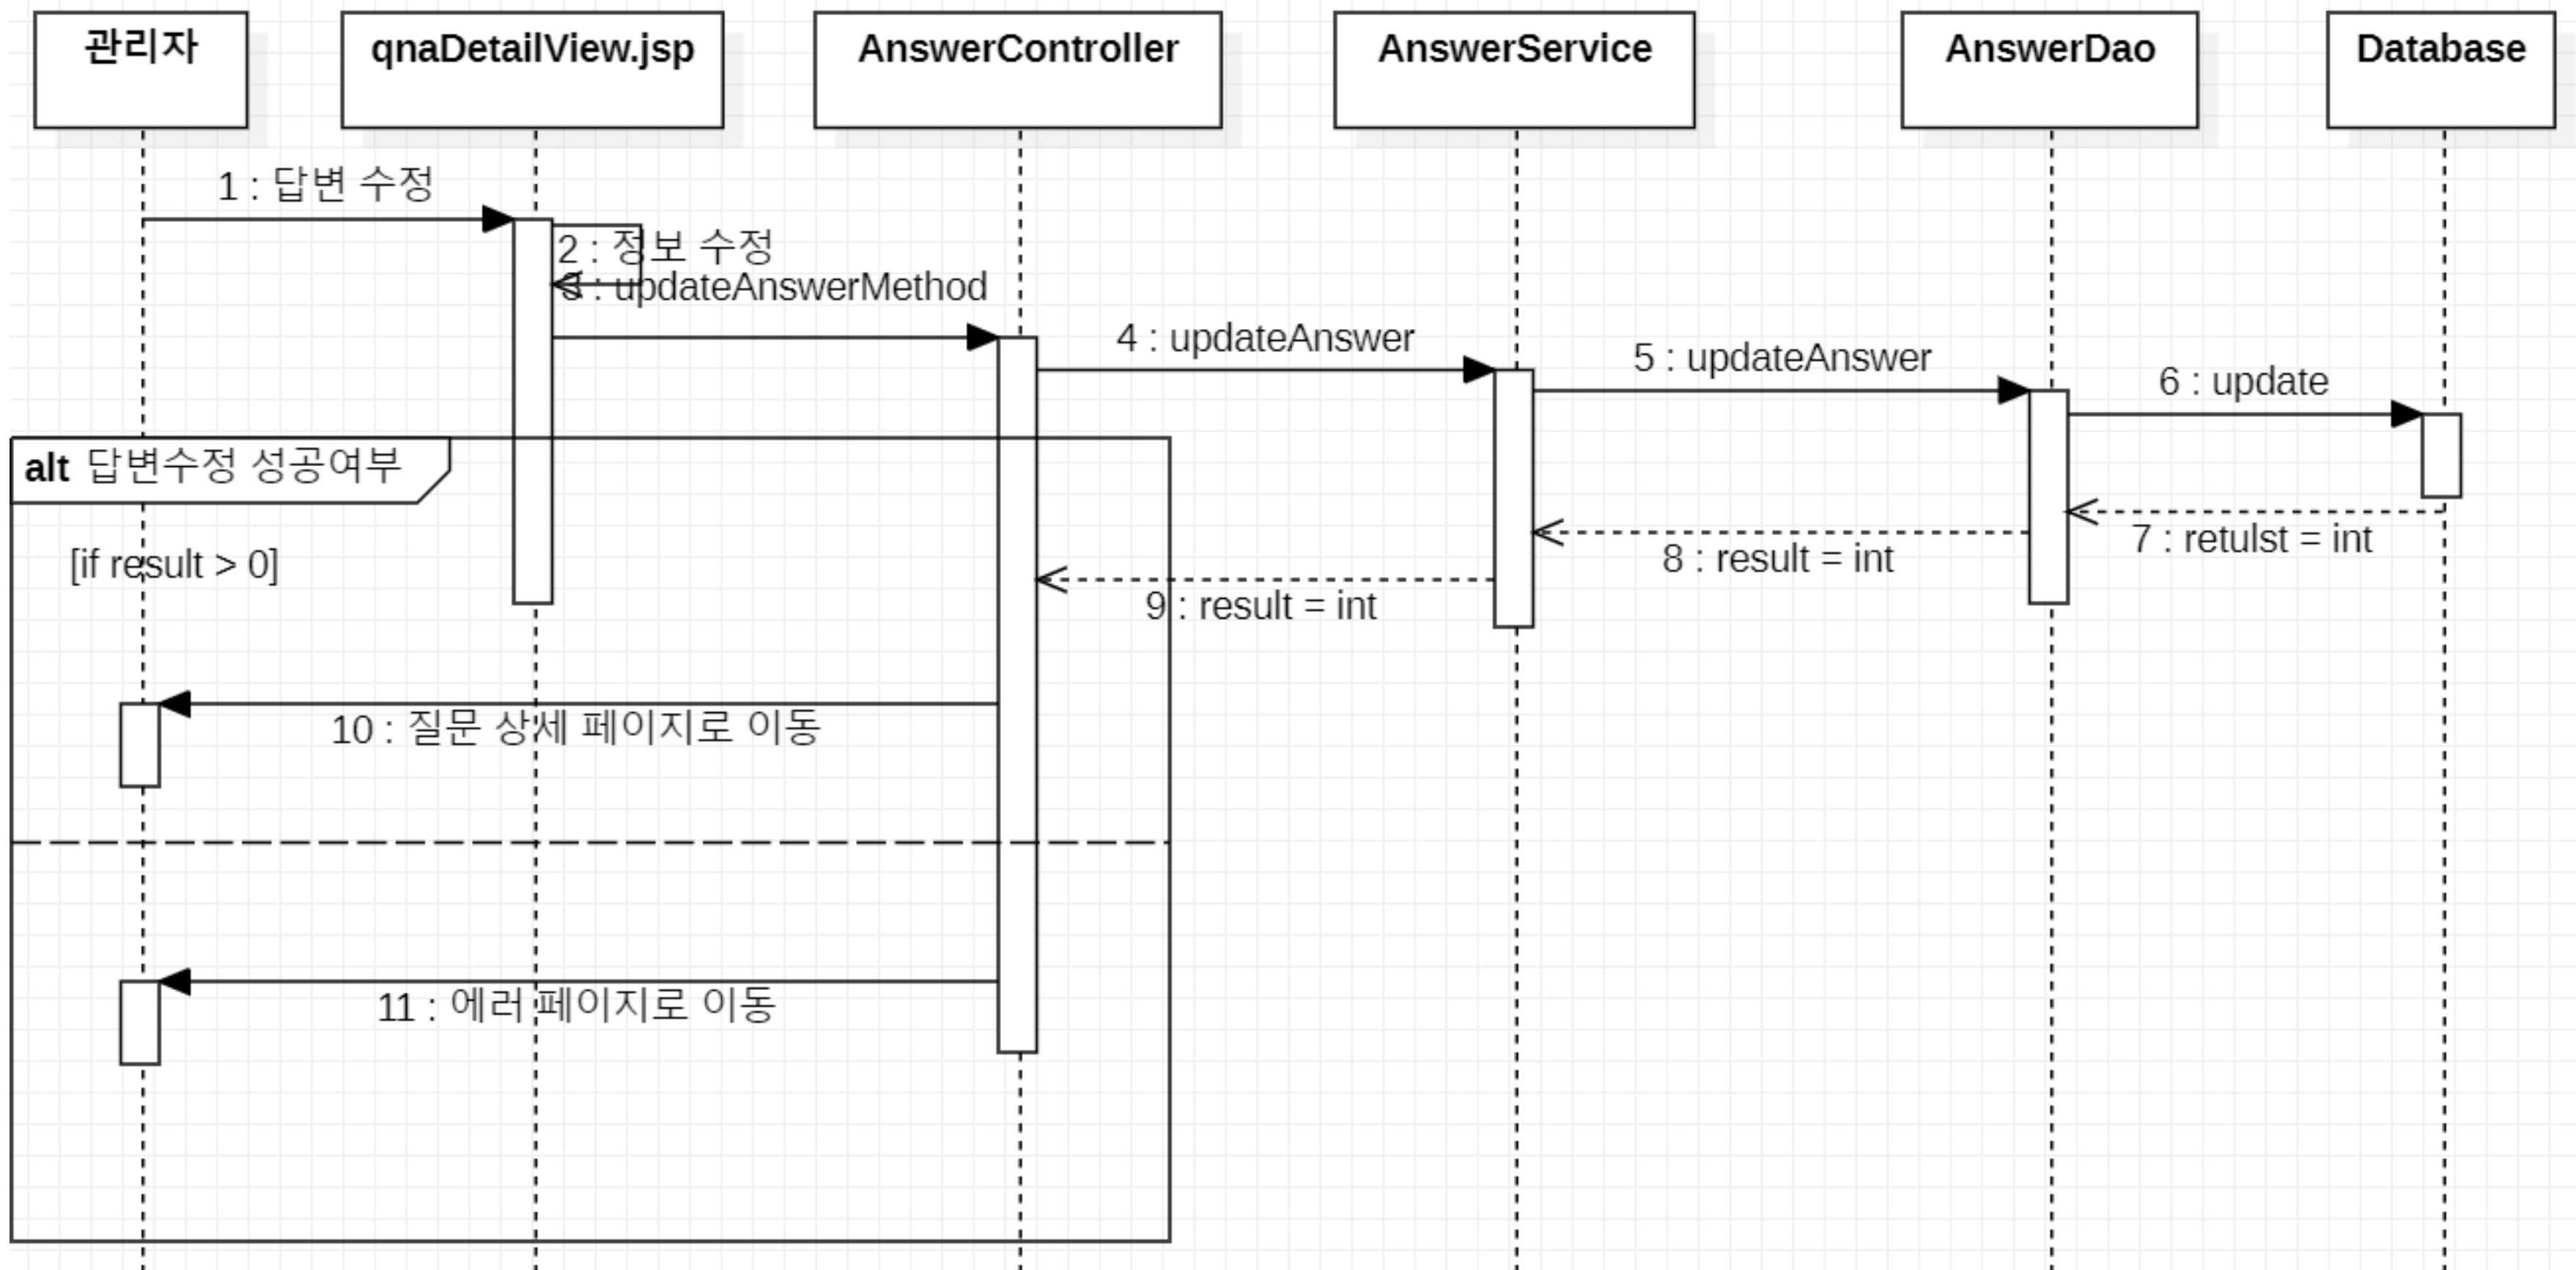 관리자
qnaDetailView.jsp
AnswerController
AnswerService
AnswerDao
Database
1 : 답변 수정
2 : 정보 수정
3 : updateAnswerMethod
4 : updateAnswer
5 : updateAnswer
6 : update
alt 답변수정 성공여부
[if result > 0]
7 : retulst = int
8 : result = int
9 : result = int
10 : 질문 상세 페이지로 이동
11 : 에러 페이지로 이동